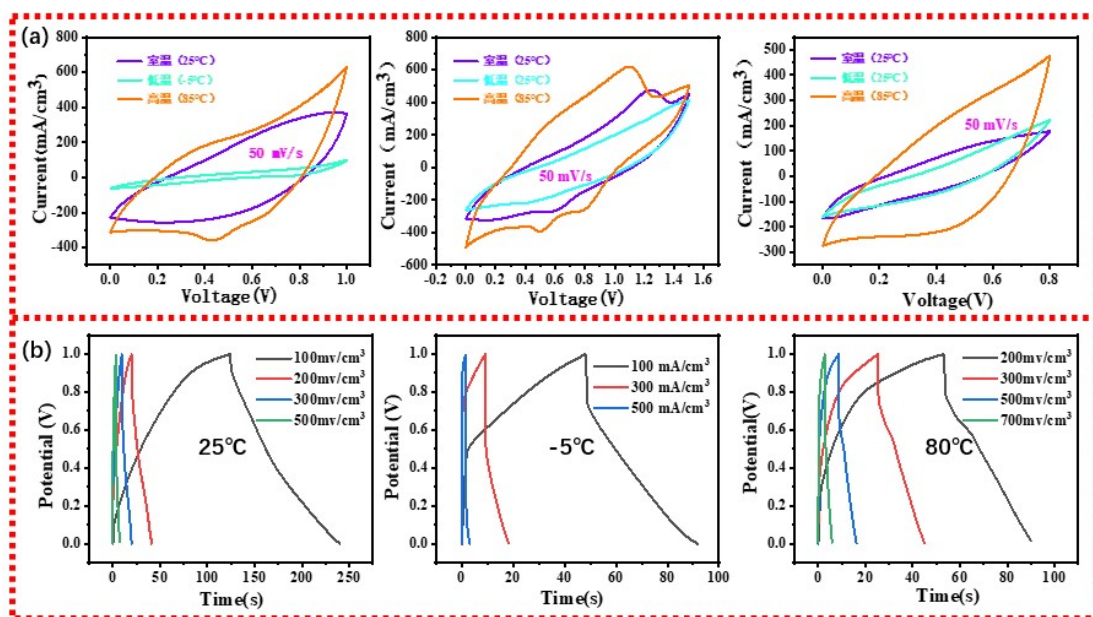 (a)
800
600
400
200
0
-200
-400
Current(mA/cm³)
室温 (25℃)
低温 (-5℃)
高温 (85℃)
50 mV/s
0.0 0.2 0.4 0.6 0.8 1.0
Voltage(V)
800
600
400
200
0
-200
-400
-600
Current（mA/cm³）
室温 (25℃)
低温 (25℃)
高温 (85℃)
50 mV/s
-0.2 0.0 0.2 0.4 0.6 0.8 1.0 1.2 1.4 1.6
Voltage(V)
500
400
300
200
100
0
-100
-200
-300
Current（mA/cm³）
室温 (25℃)
低温 (25℃)
高温 (85℃)
50 mV/s
0.0 0.2 0.4 0.6 0.8
Voltage(V)
(b)
1.0
0.8
0.6
0.4
0.2
0.0
Potential (V)
100mv/cm³
200mv/cm³
300mv/cm³
500mv/cm³
25℃
0 50 100 150 200 250
Time(s)
1.0
0.8
0.6
0.4
0.2
0.0
Potential (V)
100 mA/cm³
300 mA/cm³
500 mA/cm³
-5℃
0 20 40 60 80 100
Time(s)
1.0
0.8
0.6
0.4
0.2
0.0
Potential(V)
200mv/cm³
300mv/cm³
500mv/cm³
700mv/cm³
80℃
0 20 40 60 80 100
Time(s)